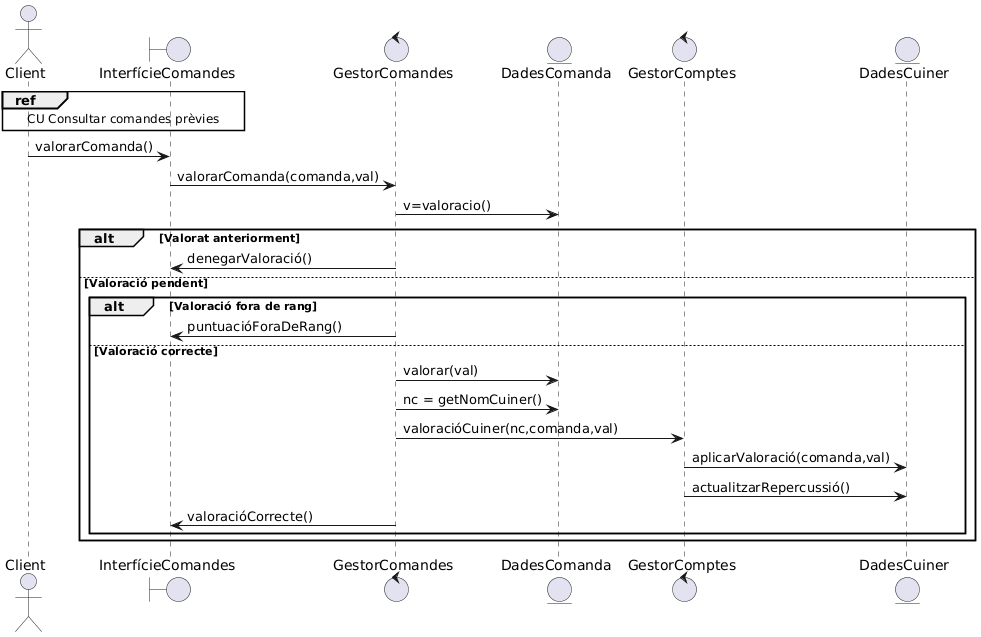 Client
InterfícieComandes
GestorComandes
DadesComanda
GestorComptes
DadesCuiner
ref
CU Consultar comandes prèvies
valorarComanda()
valorarComanda(comanda,val)
v=valoracio()
alt
[Valorat anteriorment]
denegarValoració()
[Valoració pendent]
alt
[Valoració fora de rang]
puntuacióForaDeRang()
[Valoració correcte]
valorar(val)
nc = getNomCuiner()
valoracióCuiner(nc,comanda,val)
aplicarValoració(comanda,val)
actualitzarRepercussió()
valoracióCorrecte()
Client
InterfícieComandes
GestorComandes
DadesComanda
GestorComptes
DadesCuiner